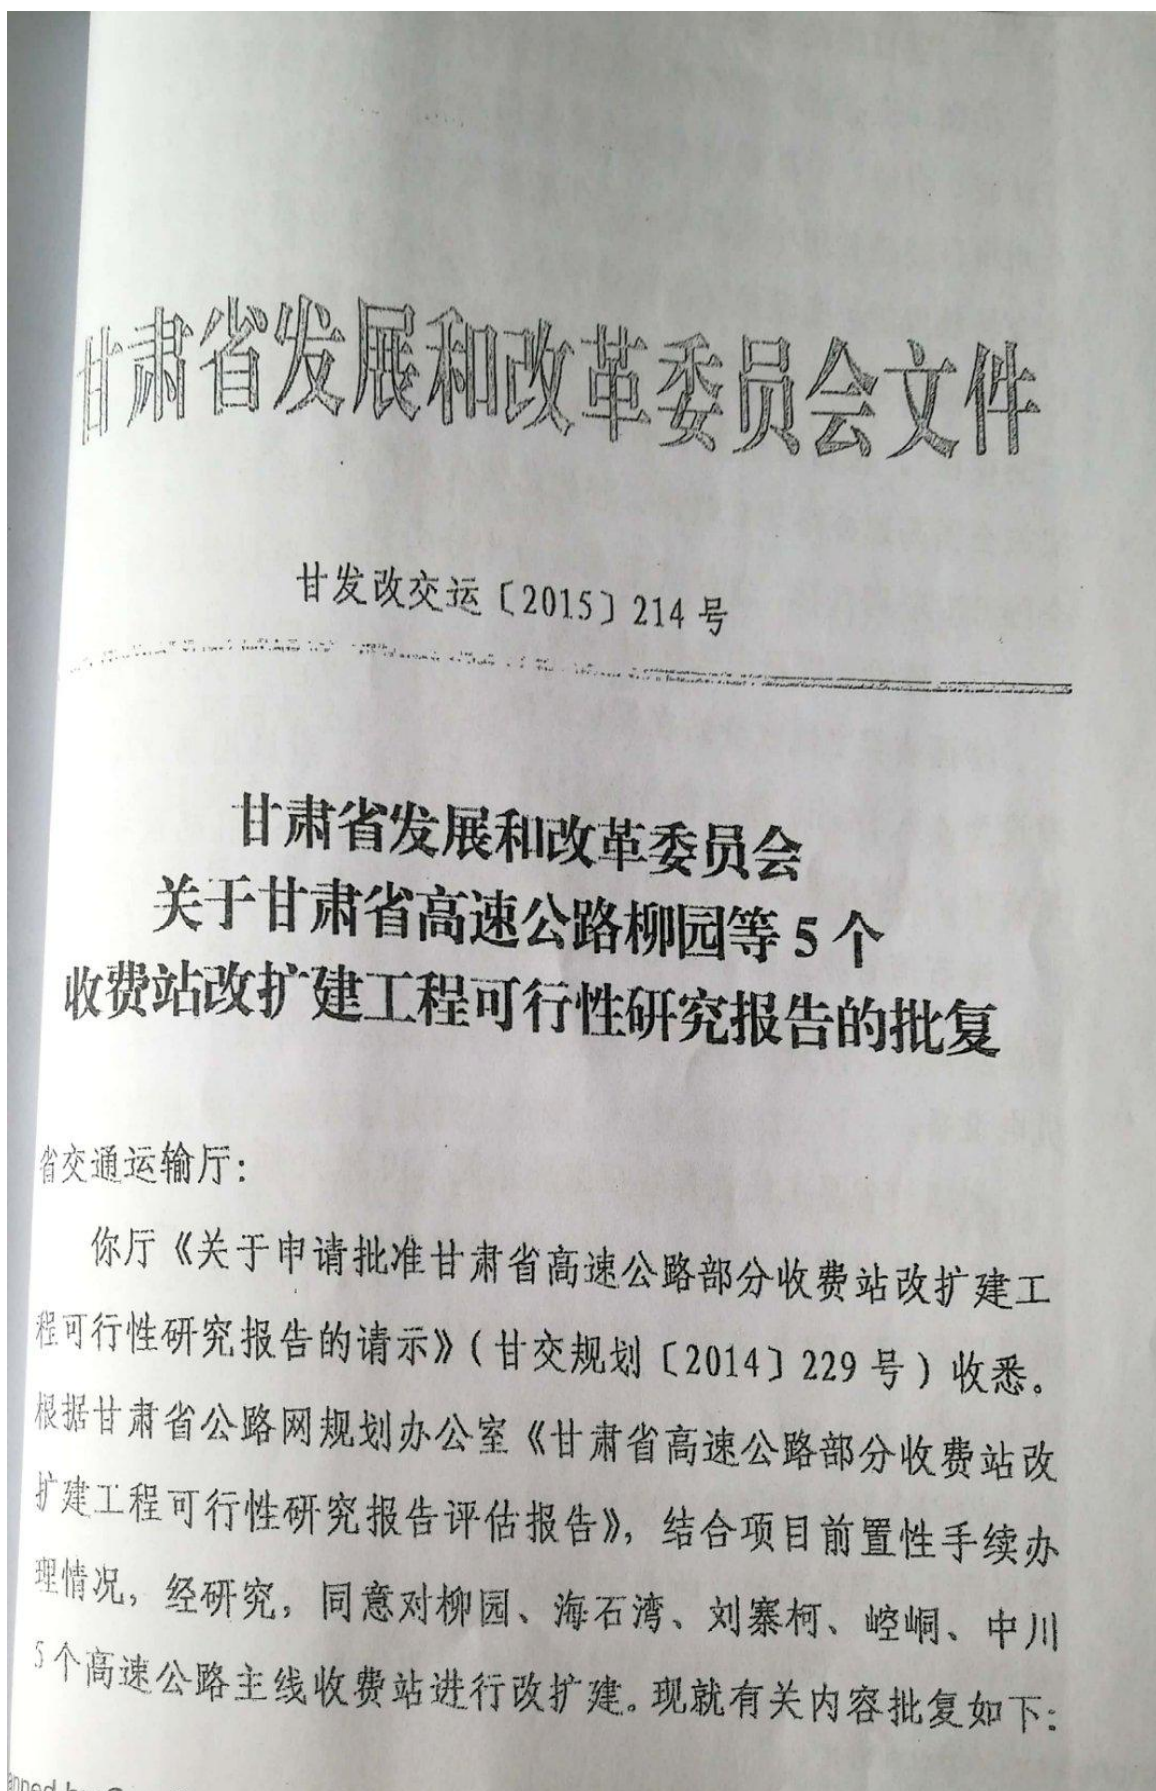 甘肃省发展和改革委员会文件
甘发改交运〔2015〕214号
甘肃省发展和改革委员会
关于甘肃省高速公路柳园等5个
收费站改扩建工程可行性研究报告的批复
省交通运输厅：
你厅《关于申请批准甘肃省高速公路部分收费站改扩建工
程可行性研究报告的请示》（甘交规划〔2014〕229号）收悉。
根据甘肃省公路网规划办公室《甘肃省高速公路部分收费站改
扩建工程可行性研究报告评估报告》，结合项目前置性手续办
理情况，经研究，同意对柳园、海石湾、刘寨柯、崆峒、中川
5个高速公路主线收费站进行改扩建。现就有关内容批复如下：